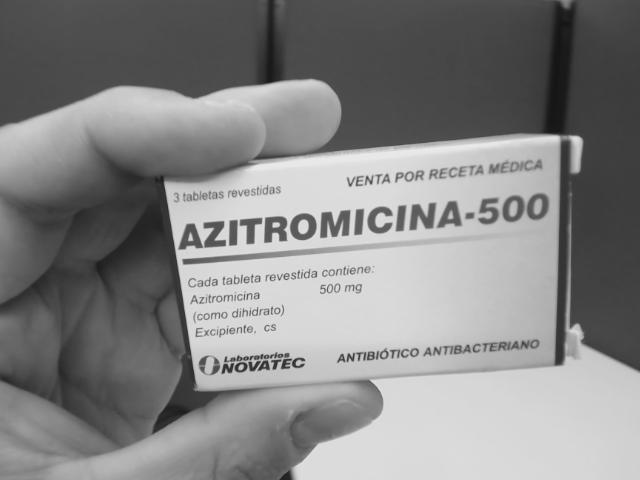 3 tabletas revestidas
VENTA POR RECETA MÉDICA
AZITROMICINA-500
Cada tableta revestida contiene:
Azitromicina 500 mg
(como dihidrato)
Excipiente, cs
Laboratorios
NOVATEC
ANTIBIÓTICO ANTIBACTERIANO